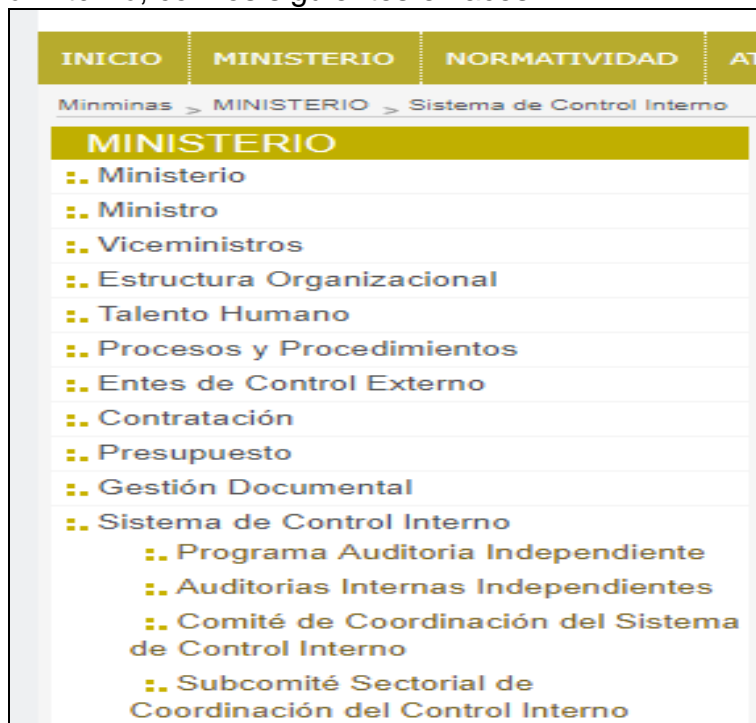 INICIO MINISTERIO NORMATIVIDAD
Minminas > MINISTERIO > Sistema de Control Interno
MINISTERIO
Ministerio
Ministro
Viceministros
Estructura Organizacional
Talento Humano
Procesos y Procedimientos
Entes de Control Externo
Contratación
Presupuesto
Gestión Documental
Sistema de Control Interno
Programa Auditoria Independiente
Auditorias Internas Independientes
Comité de Coordinación del Sistema
de Control Interno
Subcomité Sectorial de
Coordinación del Control Interno